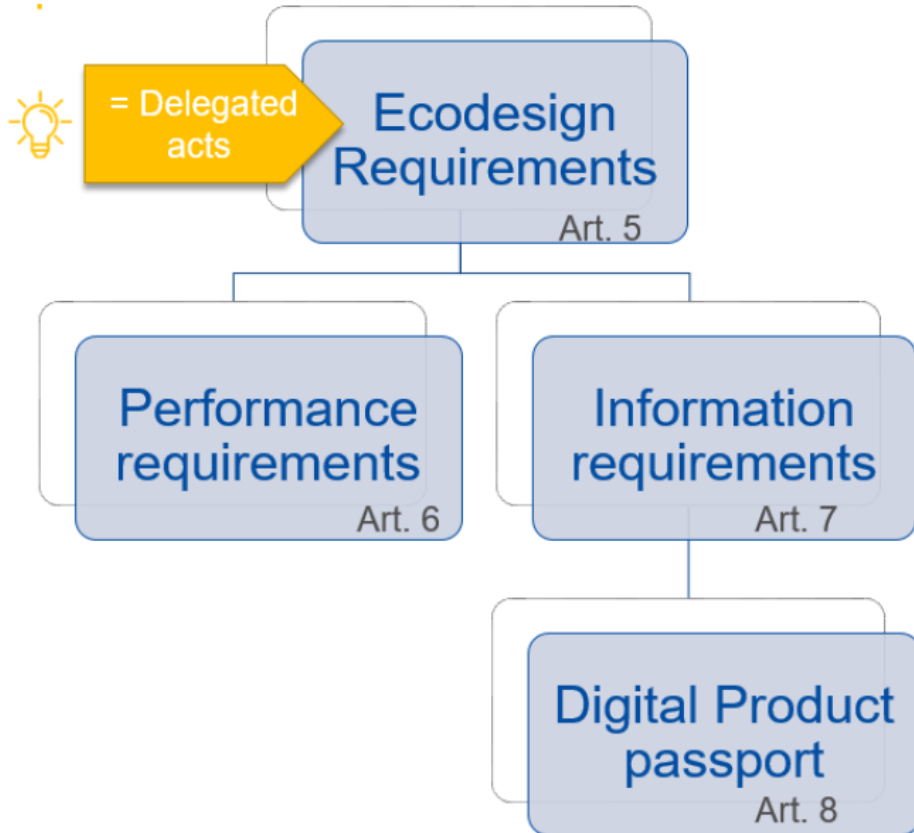 = Delegated
acts
Ecodesign
Requirements
Art. 5
Performance
requirements
Art. 6
Information
requirements
Art. 7
Digital Product
passport
Art. 8